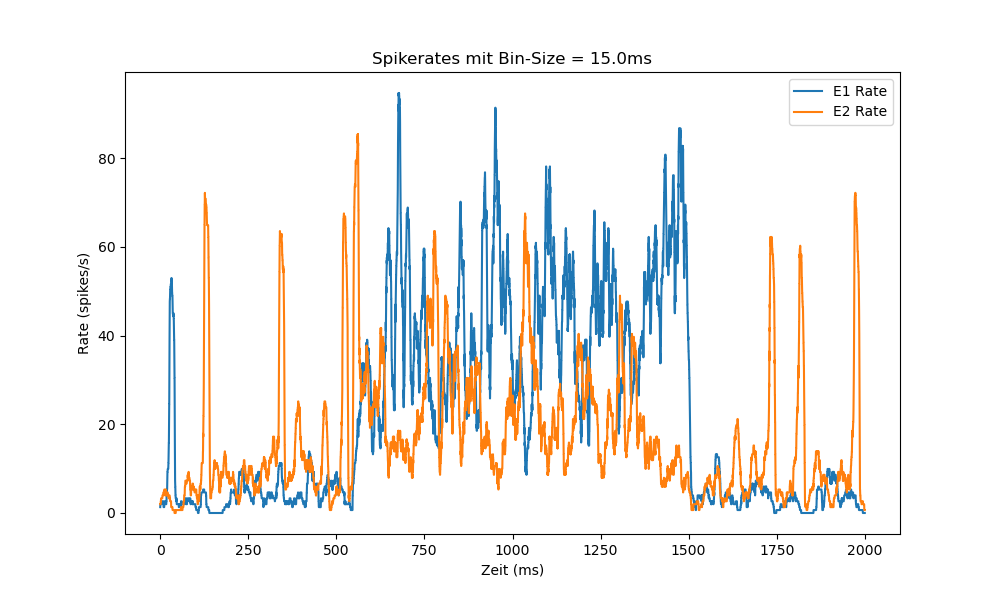 Spikerates mit Bin-Size = 15.0ms
E1 Rate
E2 Rate
Rate (spikes/s)
80
60
40
20
0
0 250 500 750 1000 1250 1500 1750 2000
Zeit (ms)